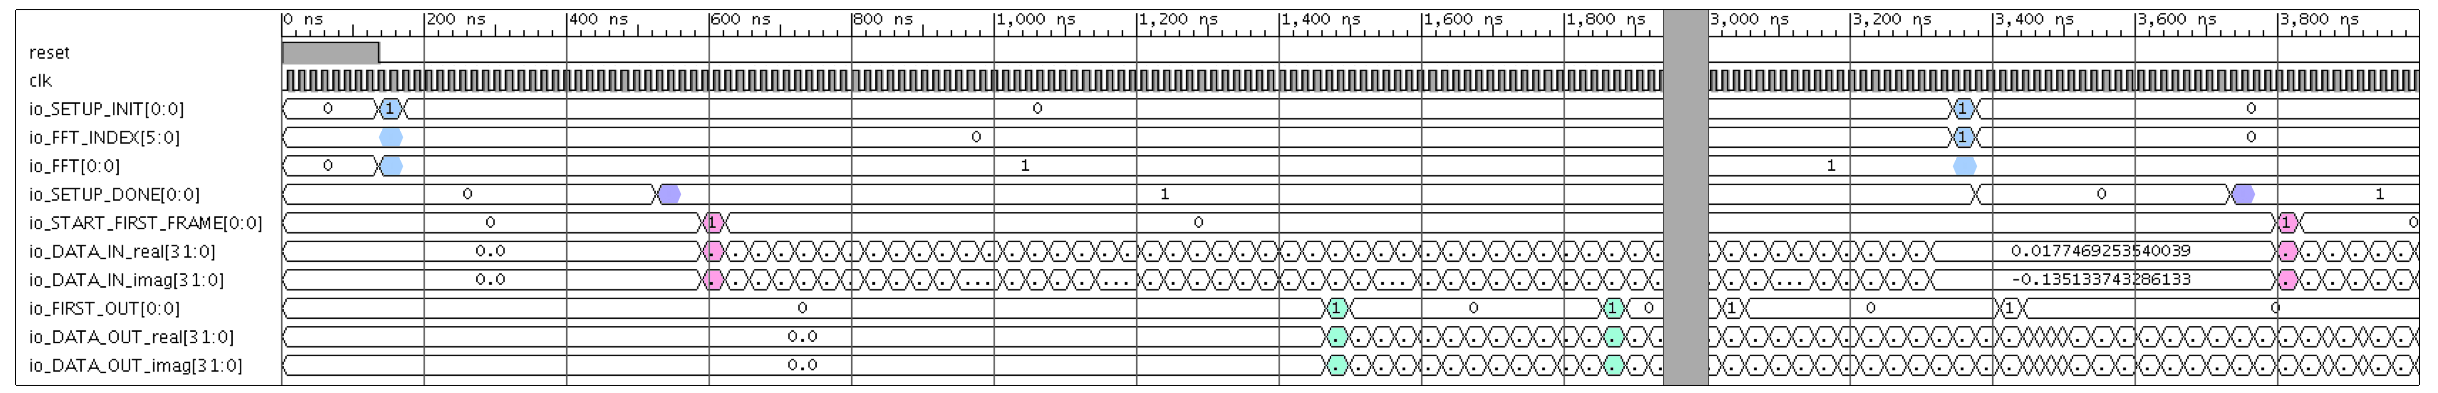 0 ns 200 ns 400 ns 600 ns 800 ns 1,000 ns 1,200 ns 1,400 ns 1,600 ns 1,800 ns 3,000 ns 3,200 ns 3,400 ns 3,600 ns 3,800 ns
reset
clk
io_SETUP_INIT[0:0] 0 1 0 1 0
io_FFT_INDEX[5:0] 0 1 0
io_FFT[0:0] 0 1 1
io_SETUP_DONE[0:0] 0 1 0 1
io_START_FIRST_FRAME[0:0] 0 1 0 1 0
io_DATA_IN_real[31:0] 0.0 0.0177469253540039
io_DATA_IN_imag[31:0] 0.0 -0.135133743286133
io_FIRST_OUT[0:0] 0 1 0 1 0 1 0 1 0
io_DATA_OUT_real[31:0] 0.0
io_DATA_OUT_imag[31:0] 0.0